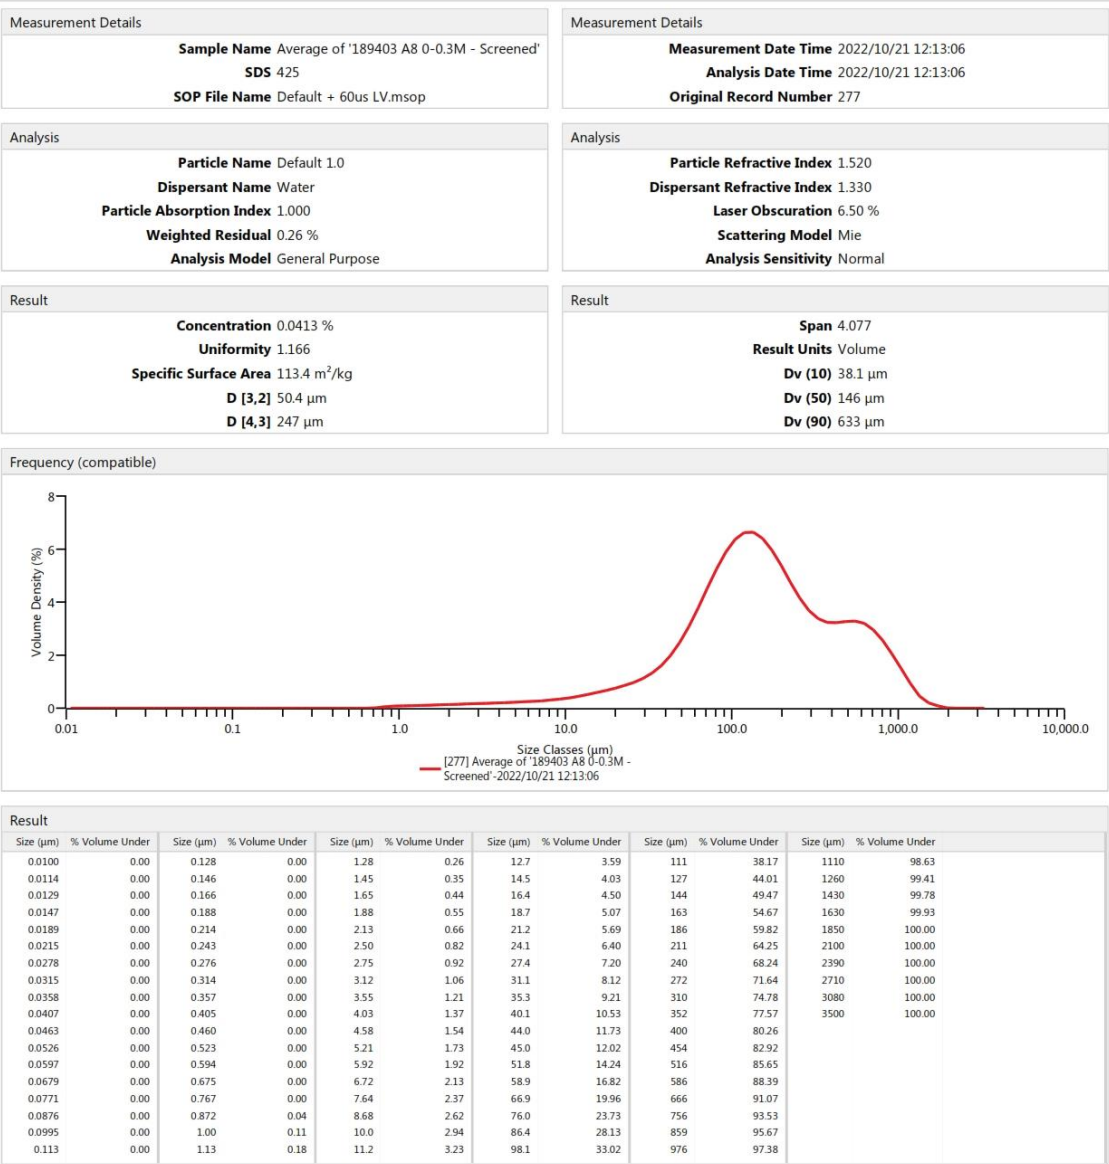 Measurement Details
Sample Name Average of '189403 A8 0-0.3M - Screened'
SDS 425
SOP File Name Default + 60us LV.msop
Measurement Details
Measurement Date Time 2022/10/21 12:13:06
Analysis Date Time 2022/10/21 12:13:06
Original Record Number 277
Analysis
Particle Name Default 1.0
Dispersant Name Water
Particle Absorption Index 1.000
Weighted Residual 0.26 %
Analysis Model General Purpose
Analysis
Particle Refractive Index 1.520
Dispersant Refractive Index 1.330
Laser Obscuration 6.50 %
Scattering Model Mie
Analysis Sensitivity Normal
Result
Concentration 0.0413 %
Uniformity 1.166
Specific Surface Area 113.4 m²/kg
D [3,2] 50.4 µm
D [4,3] 247 µm
Result
Span 4.077
Result Units Volume
Dv (10) 38.1 µm
Dv (50) 146 µm
Dv (90) 633 µm
Frequency (compatible)
Volume Density (%)
8
6
4
2
0
0.01 0.1 1.0 10.0 100.0 1,000.0 10,000.0
Size Classes (µm)
[277] Average of '189403 A8 0-0.3M -
Screened'-2022/10/21 12:13:06
Result
Size (µm) % Volume Under Size (µm) % Volume Under Size (µm) % Volume Under Size (µm) % Volume Under Size (µm) % Volume Under Size (µm) % Volume Under
0.0100 0.00 0.128 0.00 1.28 0.26 12.7 3.59 111 38.17 1110 98.63
0.0114 0.00 0.146 0.00 1.45 0.35 14.5 4.03 127 44.01 1260 99.41
0.0129 0.00 0.166 0.00 1.65 0.44 16.4 4.50 144 49.47 1430 99.78
0.0147 0.00 0.188 0.00 1.88 0.55 18.7 5.07 163 54.67 1630 99.93
0.0189 0.00 0.214 0.00 2.13 0.66 21.2 5.69 186 59.82 1850 100.00
0.0215 0.00 0.243 0.00 2.50 0.82 24.1 6.40 211 64.25 2100 100.00
0.0278 0.00 0.276 0.00 2.75 0.92 27.4 7.20 240 68.24 2390 100.00
0.0315 0.00 0.314 0.00 3.12 1.06 31.1 8.12 272 71.64 2710 100.00
0.0358 0.00 0.357 0.00 3.55 1.21 35.3 9.21 310 74.78 3080 100.00
0.0407 0.00 0.405 0.00 4.03 1.37 40.1 10.53 352 77.57 3500 100.00
0.0463 0.00 0.460 0.00 4.58 1.54 44.0 11.73 400 80.26
0.0526 0.00 0.523 0.00 5.21 1.73 45.0 12.02 454 82.92
0.0597 0.00 0.594 0.00 5.92 1.92 51.8 14.24 516 85.65
0.0679 0.00 0.675 0.00 6.72 2.13 58.9 16.82 586 88.39
0.0771 0.00 0.767 0.00 7.64 2.37 66.9 19.96 666 91.07
0.0876 0.00 0.872 0.04 8.68 2.62 76.0 23.73 756 93.53
0.0995 0.00 1.00 0.11 10.0 2.94 86.4 28.13 859 95.67
0.113 0.00 1.13 0.18 11.2 3.23 98.1 33.02 976 97.38